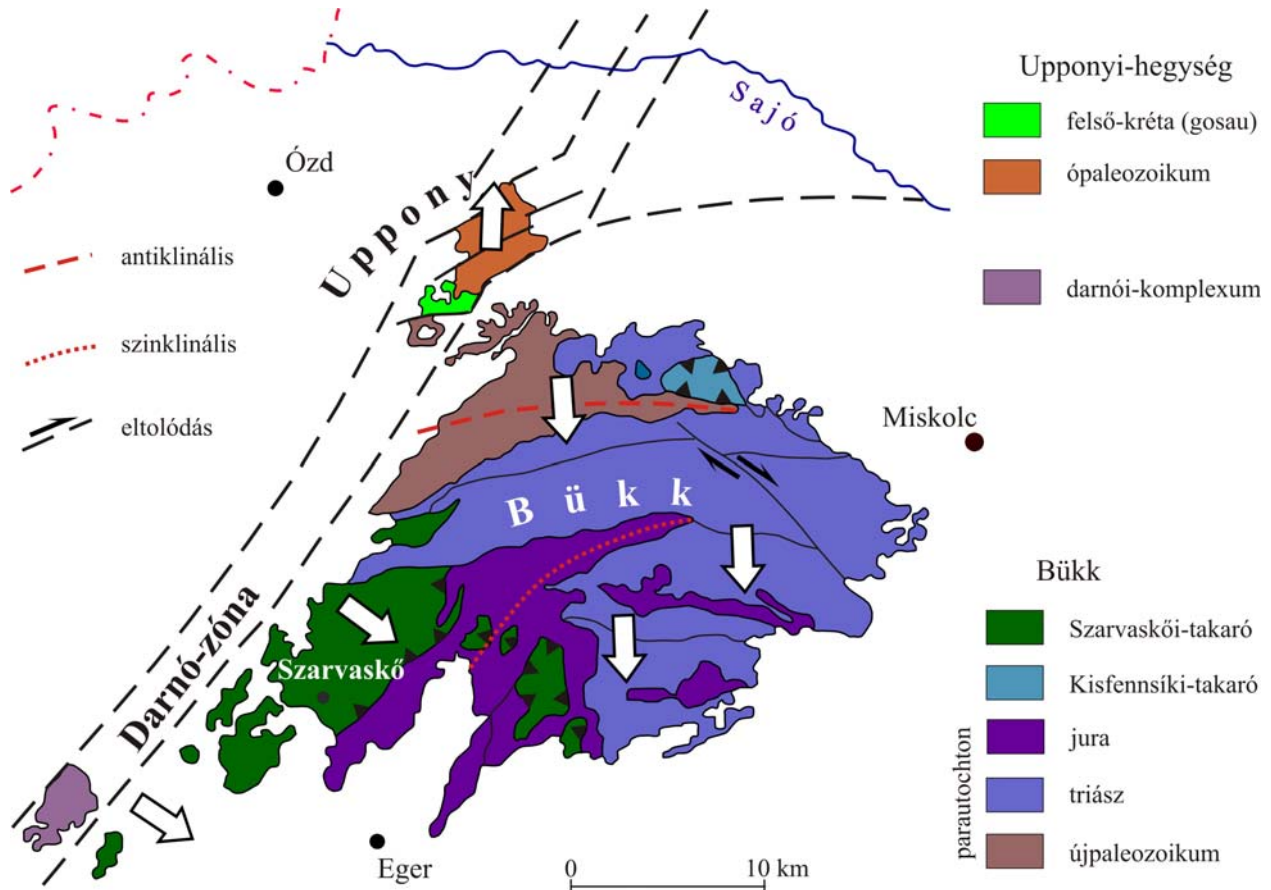 Upponyi-hegység
felső-kréta (gosau)
ópaleozoikum
darnói-komplexum
Sajó
Ózd
Uppony
antiklinális
szinklinális
eltolódás
Miskolc
Bükk
Darnó-zóna
Szarvaskő
Eger
0 10 km
Bükk
Szarvaskői-takaró
Kisfennsíki-takaró
parautochton
jura
triász
újpaleozoikum